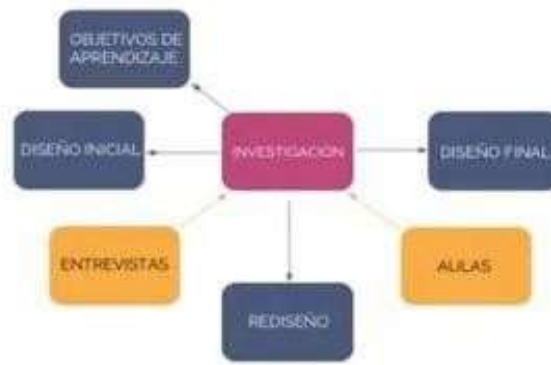 OBJETIVOS DE
APRENDIZAJE
DISEÑO INICIAL
INVESTIGACION
DISEÑO FINAL
ENTREVISTAS
AULAS
REDISEÑO